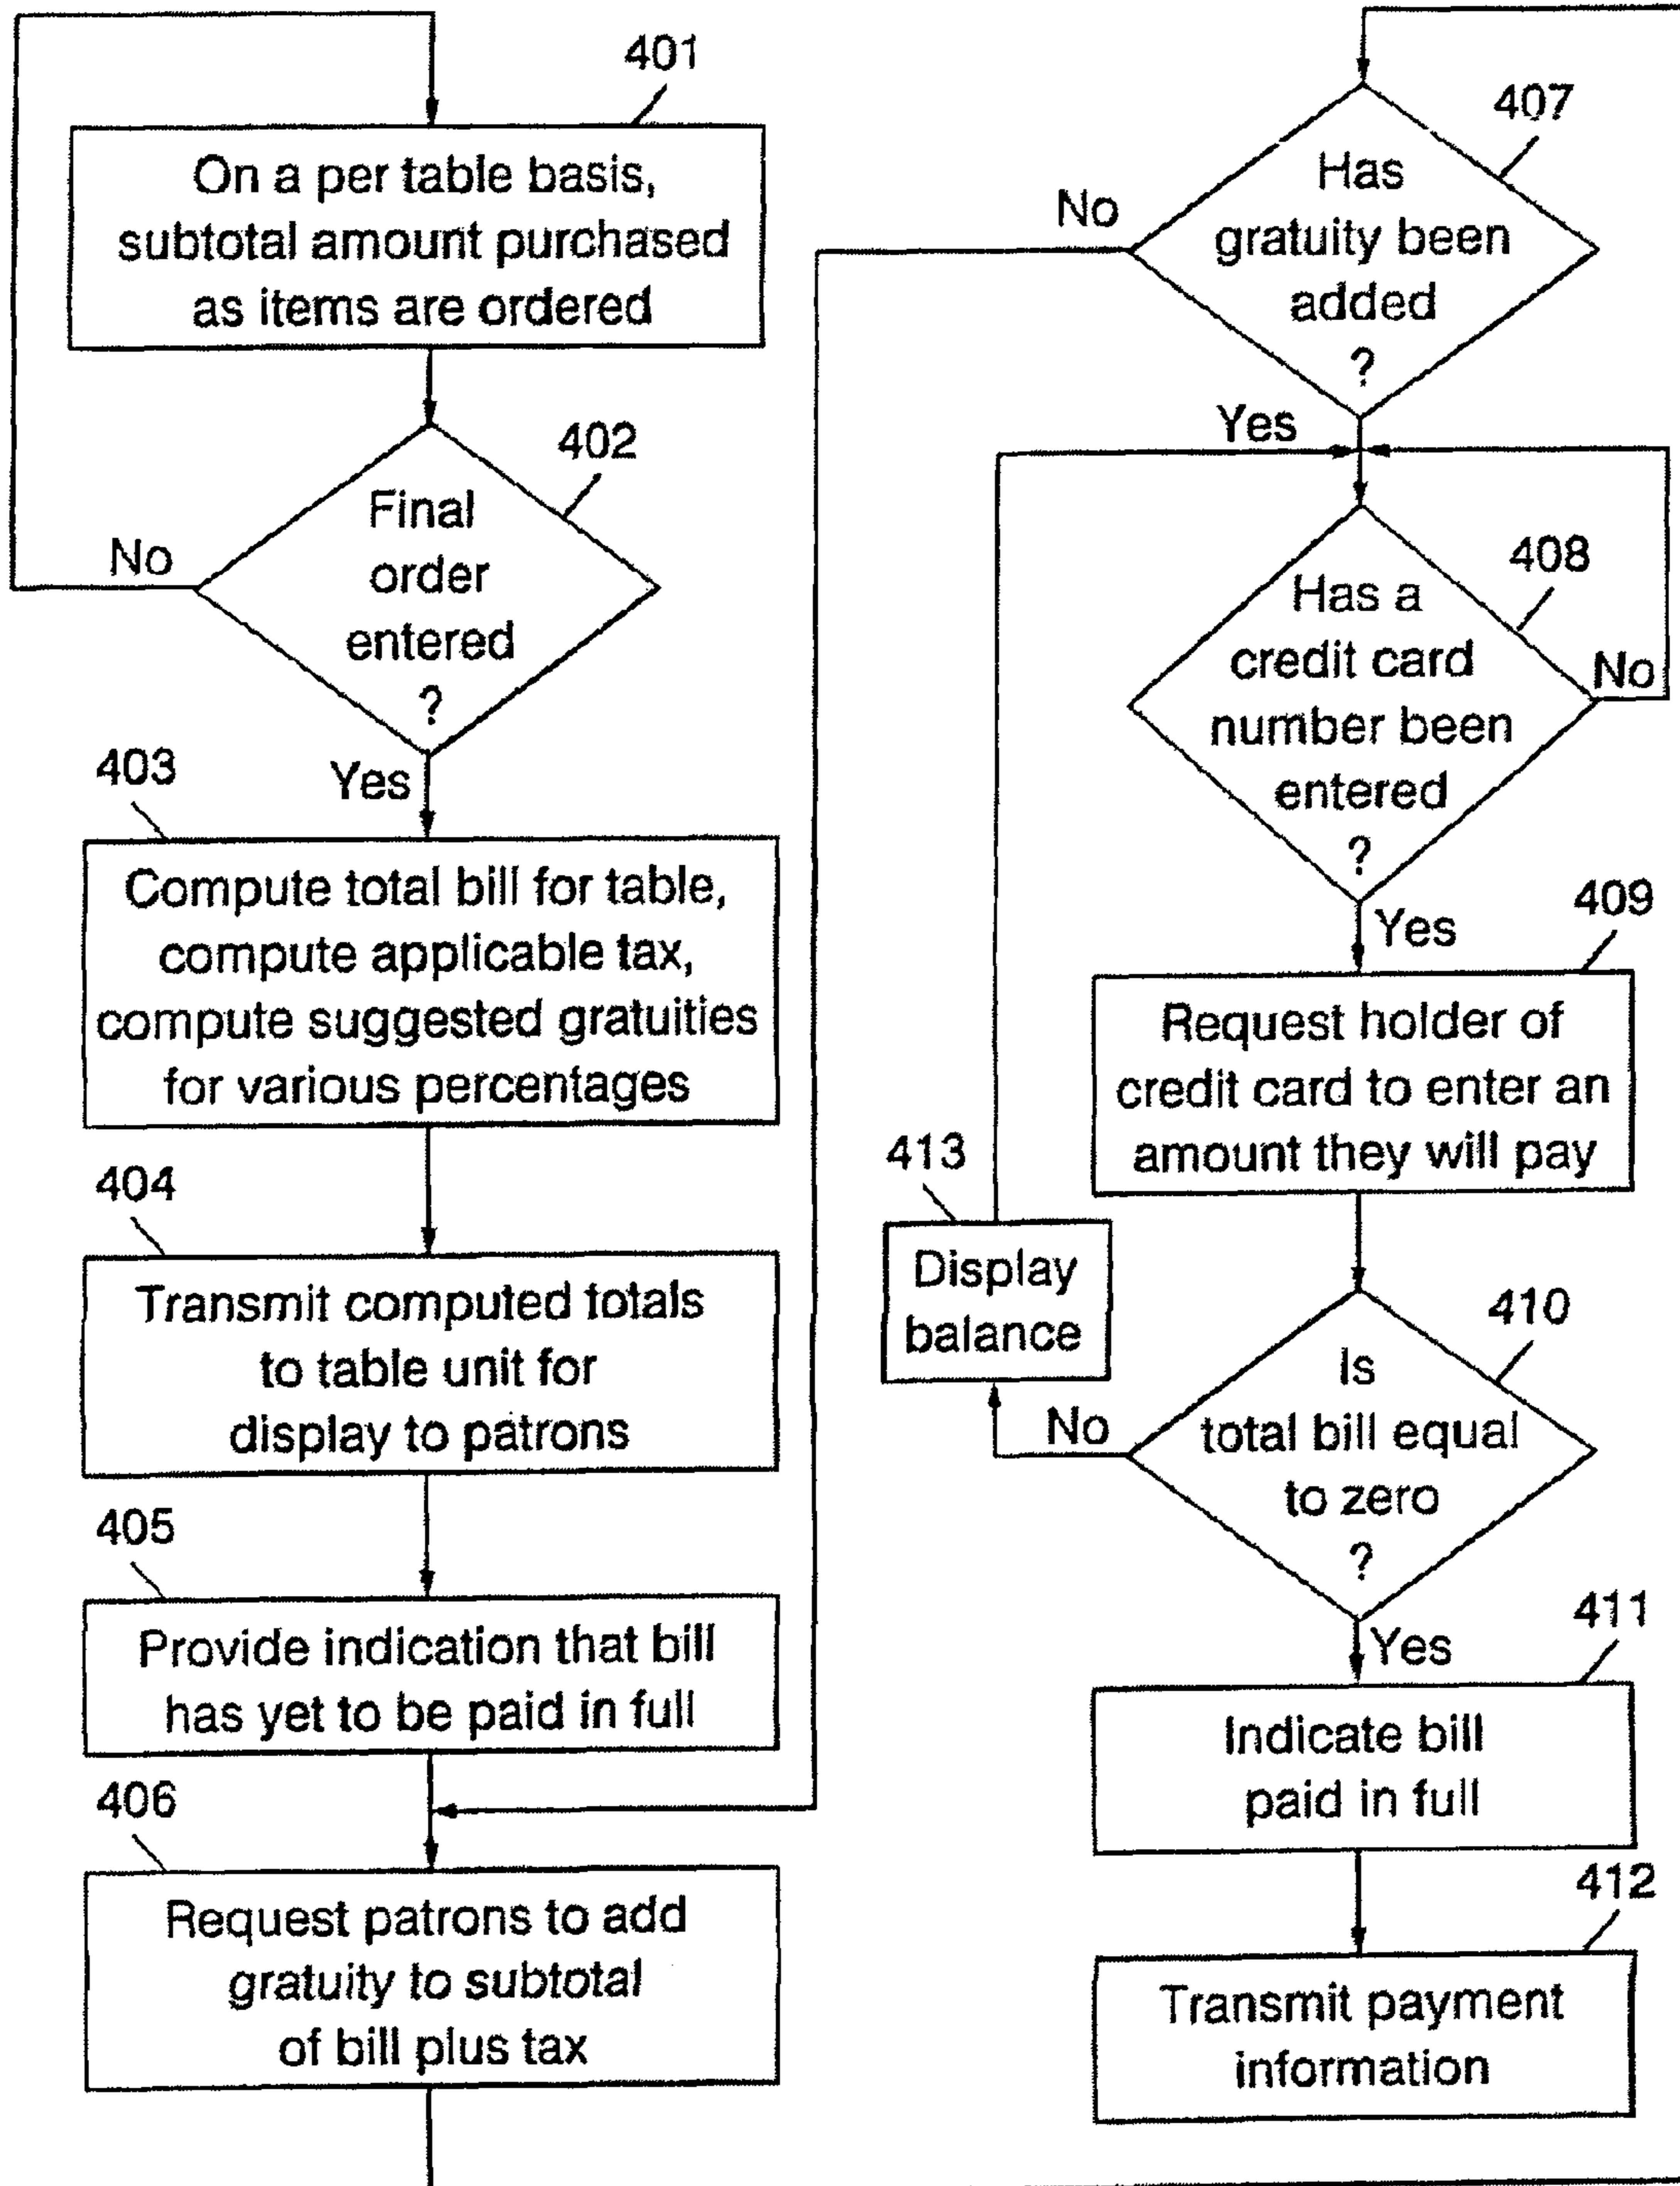 401
On a per table basis,
subtotal amount purchased
as items are ordered
402
Final
order
entered
?
No
Yes
403
Compute total bill for table,
compute applicable tax,
compute suggested gratuities
for various percentages
404
Transmit computed totals
to table unit for
display to patrons
405
Provide indication that bill
has yet to be paid in full
406
Request patrons to add
gratuity to subtotal
of bill plus tax
407
Has
gratuity been
added
?
No
Yes
408
Has a
credit card
number been
entered
?
No
Yes
409
Request holder of
credit card to enter an
amount they will pay
413
Display
balance
410
Is
total bill equal
to zero
?
No
Yes
411
Indicate bill
paid in full
412
Transmit payment
information